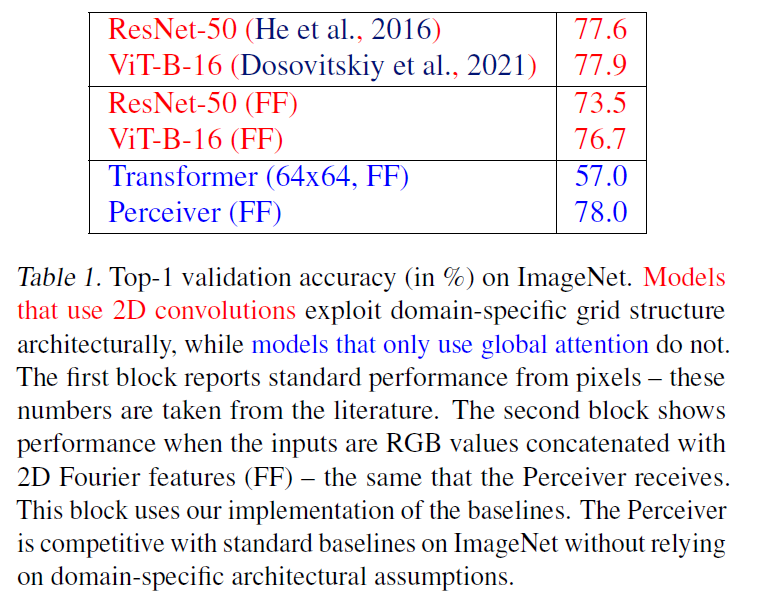 ResNet-50 (He et al., 2016) 77.6
ViT-B-16 (Dosovitskiy et al., 2021) 77.9
ResNet-50 (FF) 73.5
ViT-B-16 (FF) 76.7
Transformer (64x64, FF) 57.0
Perceiver (FF) 78.0
Table 1. Top-1 validation accuracy (in %) on ImageNet. Models
that use 2D convolutions exploit domain-specific grid structure
architecturally, while models that only use global attention do not.
The first block reports standard performance from pixels – these
numbers are taken from the literature. The second block shows
performance when the inputs are RGB values concatenated with
2D Fourier features (FF) – the same that the Perceiver receives.
This block uses our implementation of the baselines. The Perceiver
is competitive with standard baselines on ImageNet without relying
on domain-specific architectural assumptions.